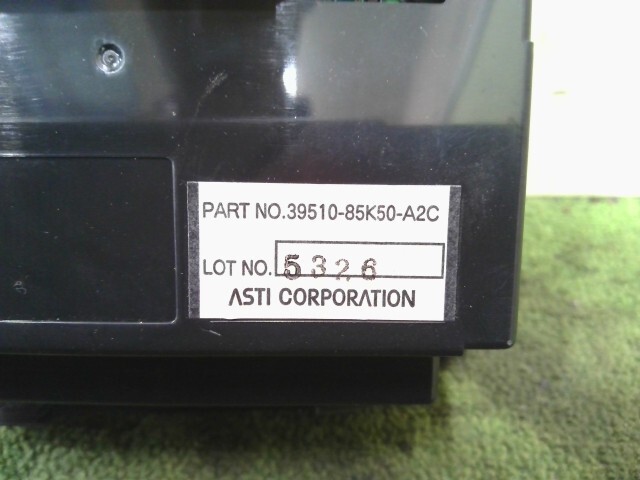 PART NO.39510-85K50-A2C
LOT NO. 5326
ASTI CORPORATION